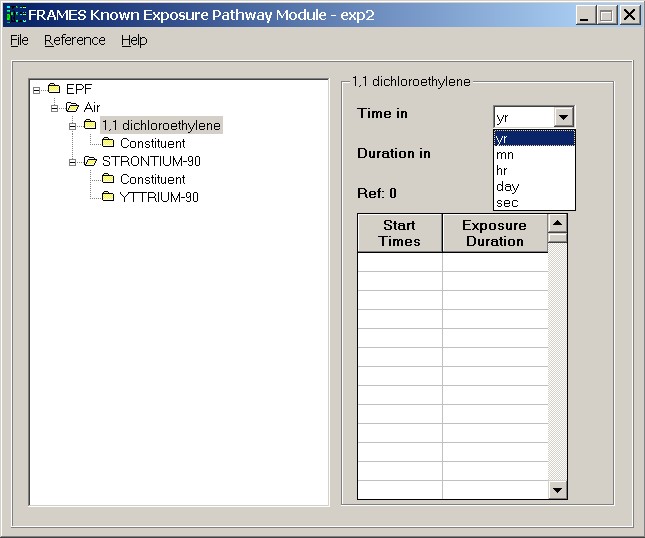 FRAMES Known Exposure Pathway Module - exp2
File Reference Help
EPF
Air
1,1 dichloroethylene
Constituent
STRONTIUM-90
Constituent
YTTRIUM-90
1,1 dichloroethylene
Time in
yr
yr
mn
hr
day
sec
Duration in
Ref: 0
Start Times
Exposure Duration